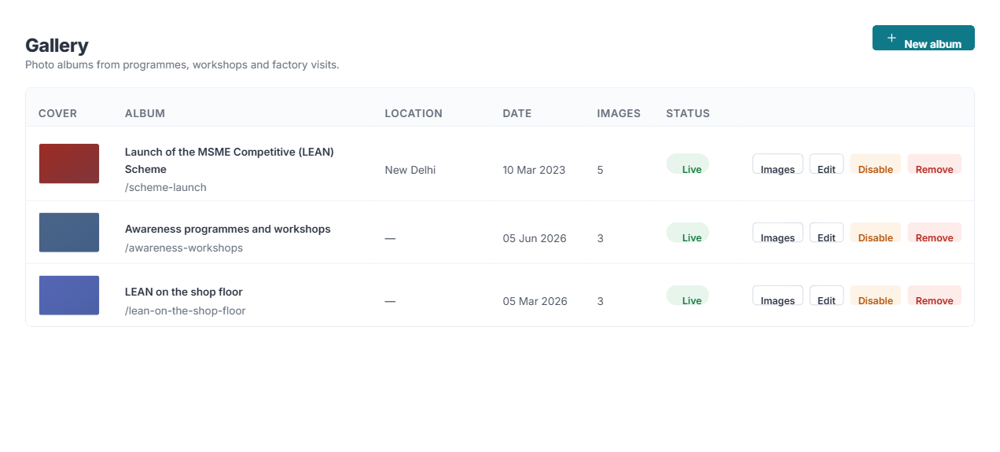 Gallery
+ New album
Photo albums from programmes, workshops and factory visits.
COVER ALBUM LOCATION DATE IMAGES STATUS
Launch of the MSME Competitive (LEAN)
Scheme
New Delhi 10 Mar 2023 5 Live Images Edit Disable Remove
/scheme-launch
Awareness programmes and workshops
— 05 Jun 2026 3 Live Images Edit Disable Remove
/awareness-workshops
LEAN on the shop floor
— 05 Mar 2026 3 Live Images Edit Disable Remove
/lean-on-the-shop-floor